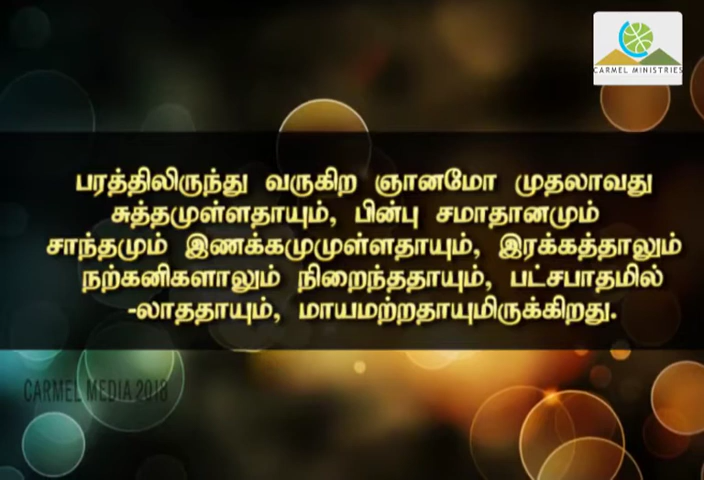 CARMEL MINISTRIES
பரத்திலிருந்து வருகிற ஞானமோ முதலாவது
சுத்தமுள்ளதாயும், பின்பு சமாதானமும்
சாந்தமும் இணக்கமுமுள்ளதாயும், இரக்கத்தாலும்
நற்கனிகளாலும் நிறைந்ததாயும், பட்சபாதமில்
-லாததாயும், மாயமற்றதாயுமிருக்கிறது.
CARMEL MEDIA 2018